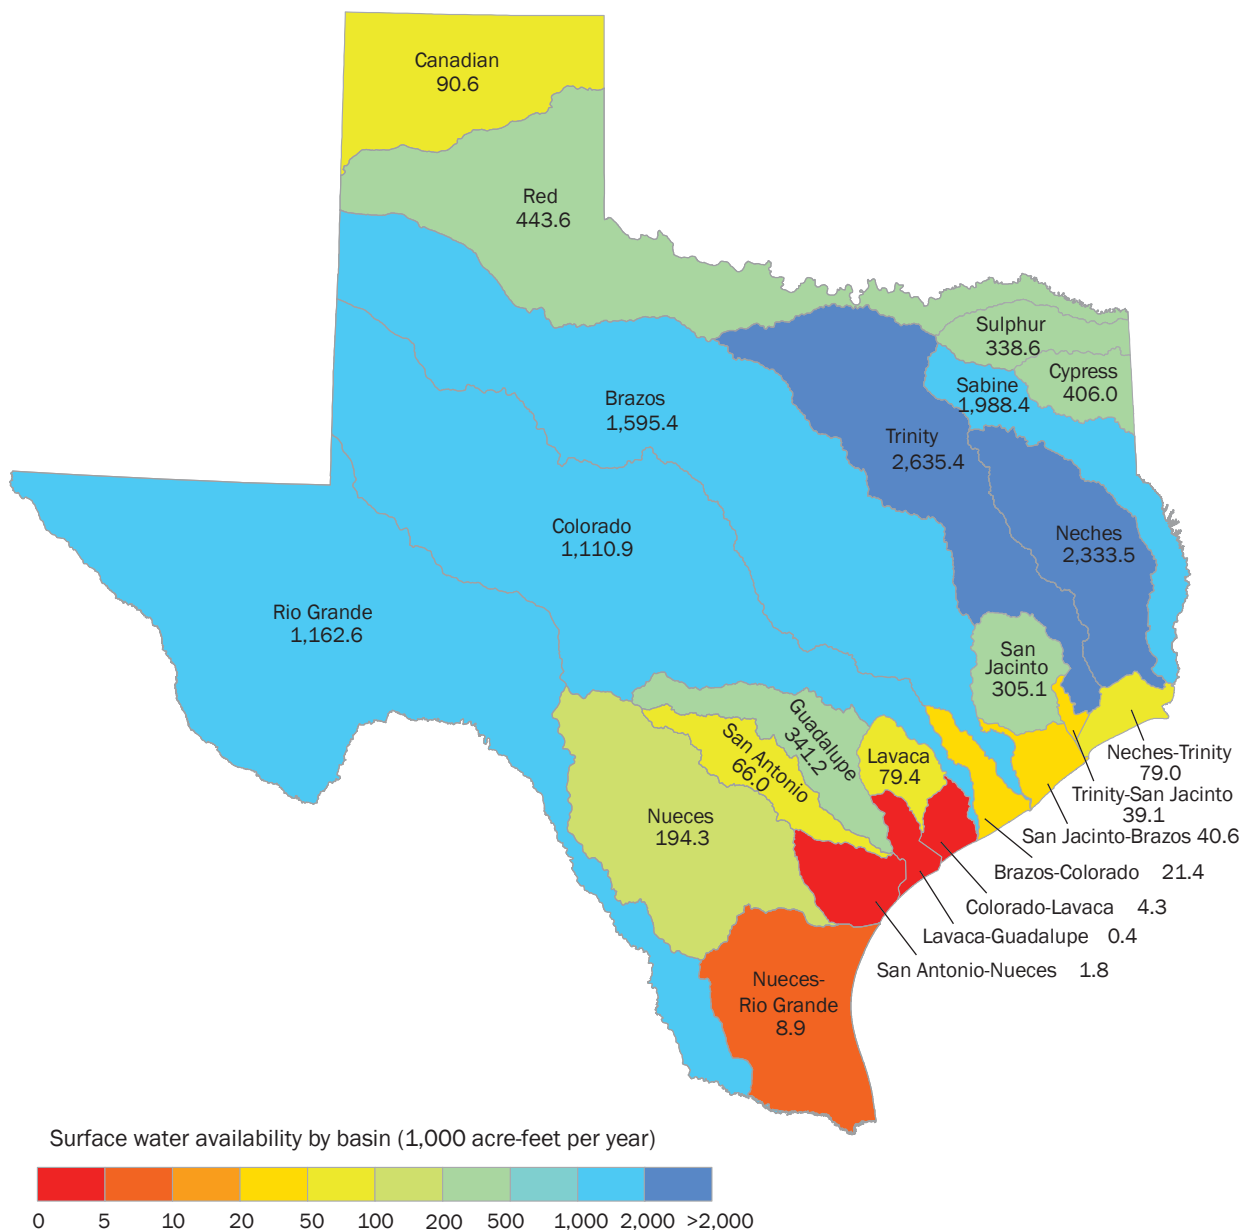 Canadian
90.6
Red
443.6
Sulphur
338.6
Cypress
406.0
Sabine
1,988.4
Brazos
1,595.4
Trinity
2,635.4
Neches
2,333.5
Colorado
1,110.9
Rio Grande
1,162.6
San
Jacinto
305.1
Guadalupe
341.2
San Antonio
66.0
Lavaca
79.4
Nueces
194.3
Neches-Trinity
79.0
Trinity-San Jacinto
39.1
San Jacinto-Brazos 40.6
Brazos-Colorado 21.4
Colorado-Lavaca 4.3
Lavaca-Guadalupe 0.4
San Antonio-Nueces 1.8
Nueces-
Rio Grande
8.9
Surface water availability by basin (1,000 acre-feet per year)
0 5 10 20 50 100 200 500 1,000 2,000 >2,000